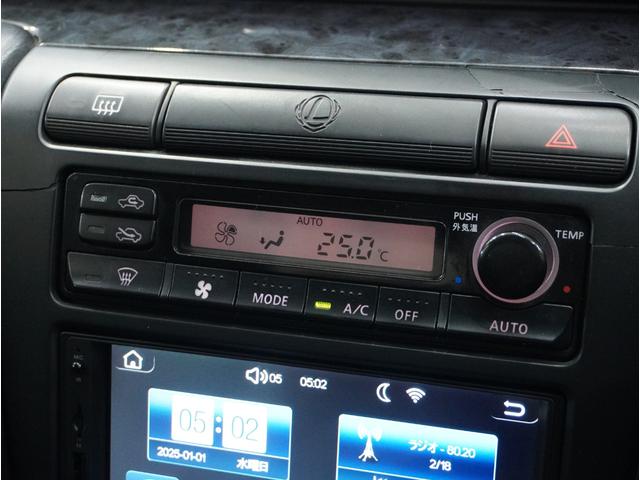 AUTO
25.0°C
PUSH
外気温
TEMP
MODE
A/C
OFF
AUTO
05
05:02
05 02
2025-01-01
水曜日
ラジオ - 80.20
2/18